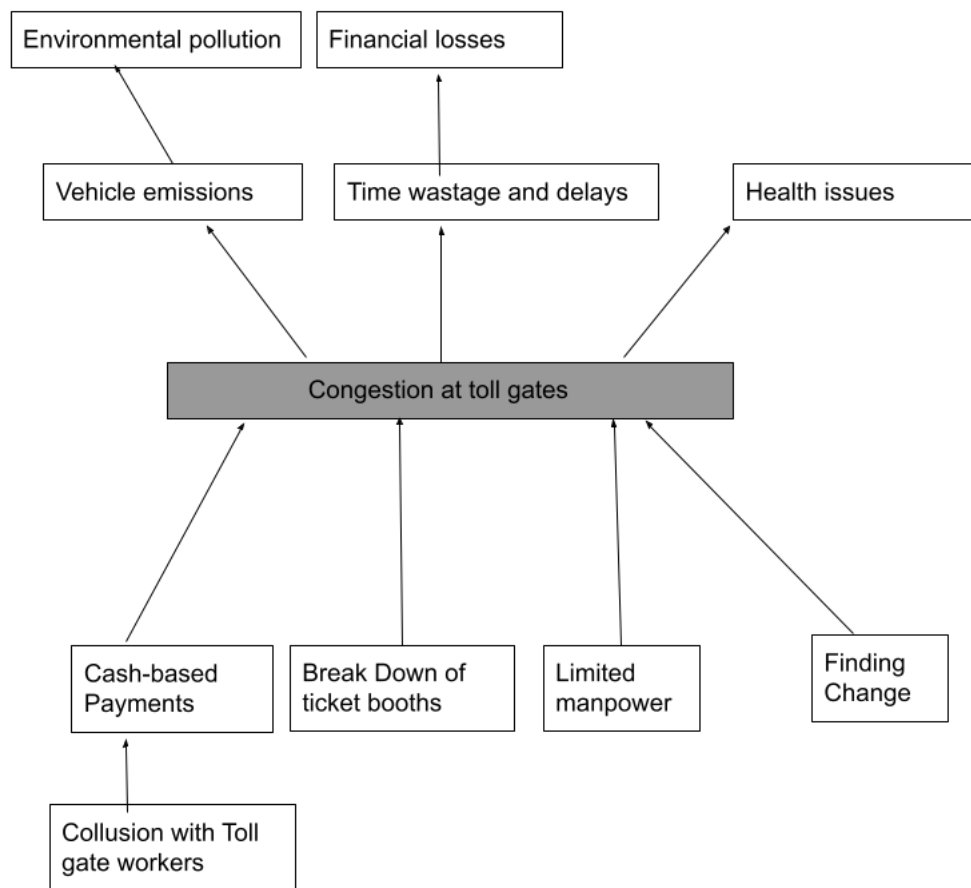 Environmental pollution
Financial losses
Vehicle emissions
Time wastage and delays
Health issues
Congestion at toll gates
Cash-based
Payments
Break Down of
ticket booths
Limited
manpower
Finding
Change
Collusion with Toll
gate workers